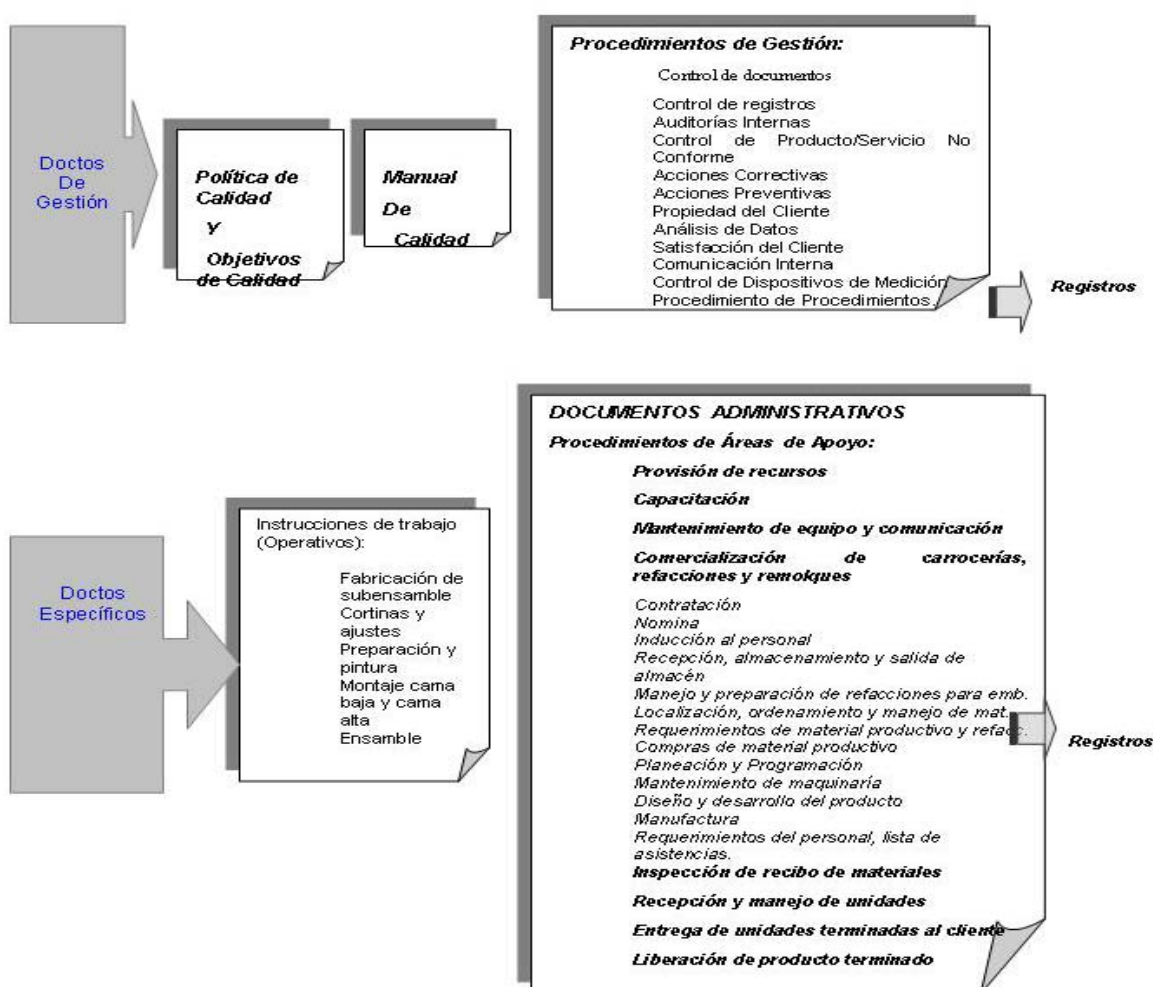 Doctos
De
Gestión
Política de
Calidad
Y
Objetivos
de Calidad
Manual
De
Calidad
Procedimientos de Gestión:
Control de documentos
Control de registros
Auditorías Internas
Control de Producto/Servicio No
Conforme
Acciones Correctivas
Acciones Preventivas
Propiedad del Cliente
Análisis de Datos
Satisfacción del Cliente
Comunicación Interna
Control de Dispositivos de Medición
Procedimiento de Procedimientos.
Registros
Doctos
Específicos
Instrucciones de trabajo
(Operativos):
Fabricación de
subensamble
Cortinas y
ajustes
Preparación y
pintura
Montaje cama
baja y cama
alta
Ensamble
DOCUMENTOS ADMINISTRATIVOS
Procedimientos de Áreas de Apoyo:
Provisión de recursos
Capacitación
Mantenimiento de equipo y comunicación
Comercialización de carrocerías,
refacciones y remolques
Contratación
Nomina
Inducción al personal
Recepción, almacenamiento y salida de
almacén
Manejo y preparación de refacciones para emb.
Localización, ordenamiento y manejo de mat.
Requerimientos de material productivo y refacc.
Compras de material productivo
Planeación y Programación
Mantenimiento de maquinaría
Diseño y desarrollo del producto
Manufactura
Requerimientos del personal, lista de
asistencias.
Inspección de recibo de materiales
Recepción y manejo de unidades
Entrega de unidades terminadas al cliente
Liberación de producto terminado
Registros